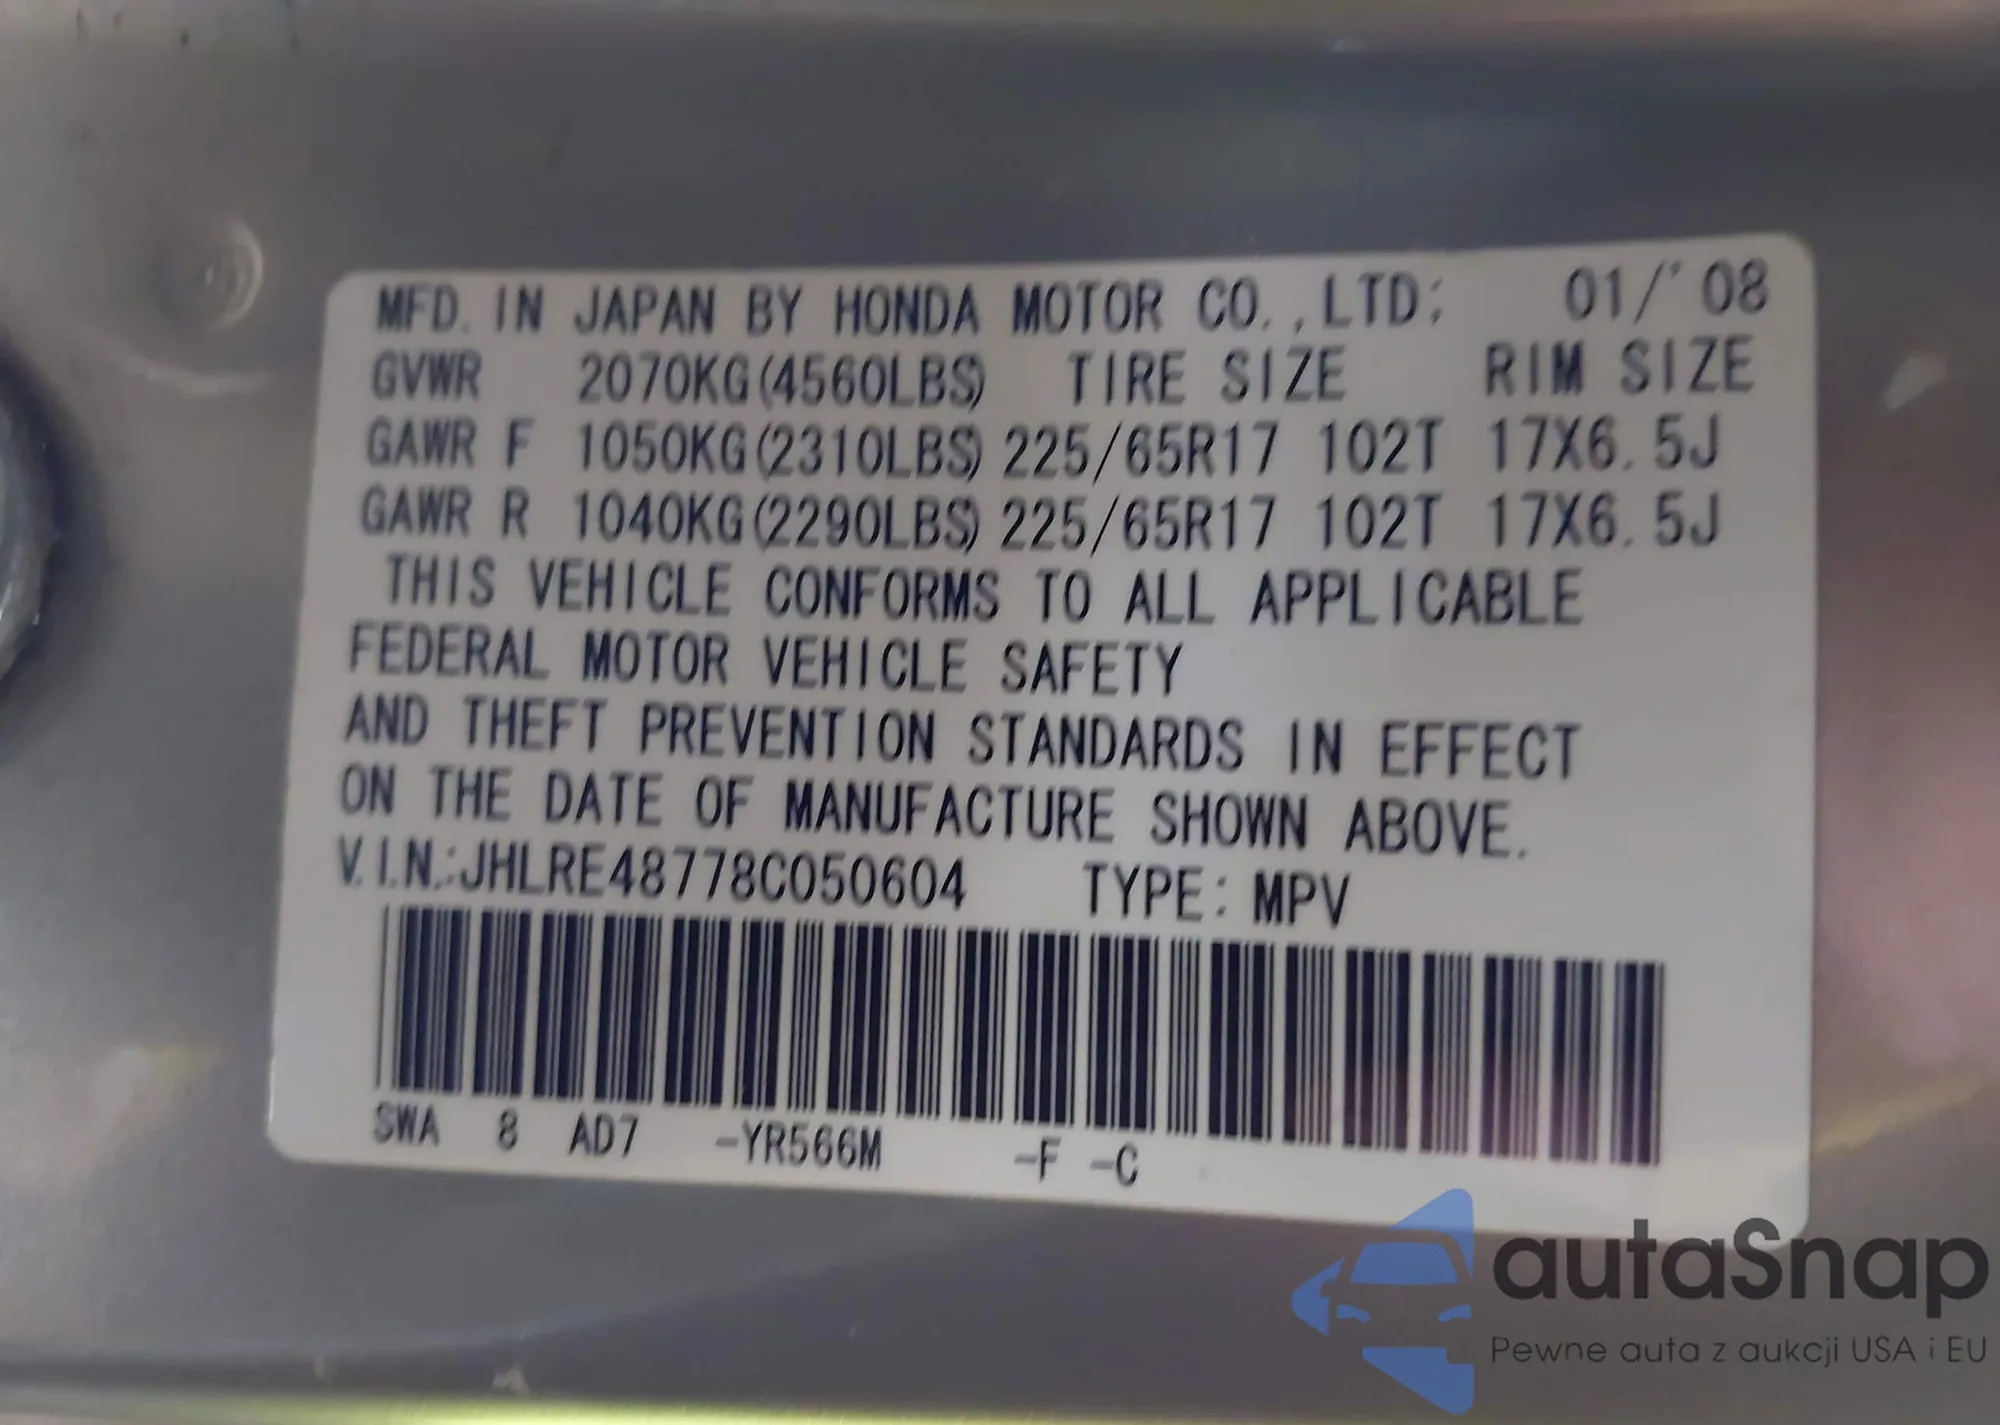 MFD. IN JAPAN BY HONDA MOTOR CO.,LTD: 01/'08
GVWR 2070KG(4560LBS) TIRE SIZE RIM SIZE
GAWR F 1050KG(2310LBS) 225/65R17 102T 17X6.5J
GAWR R 1040KG(2290LBS) 225/65R17 102T 17X6.5J
THIS VEHICLE CONFORMS TO ALL APPLICABLE
FEDERAL MOTOR VEHICLE SAFETY
AND THEFT PREVENTION STANDARDS IN EFFECT
ON THE DATE OF MANUFACTURE SHOWN ABOVE.
V.I.N.:JHLRE48778C050604 TYPE: MPV
SWA 8 AD7 -YR566M -F -C
autaSnap
Pewne auta z aukcji USA i EU